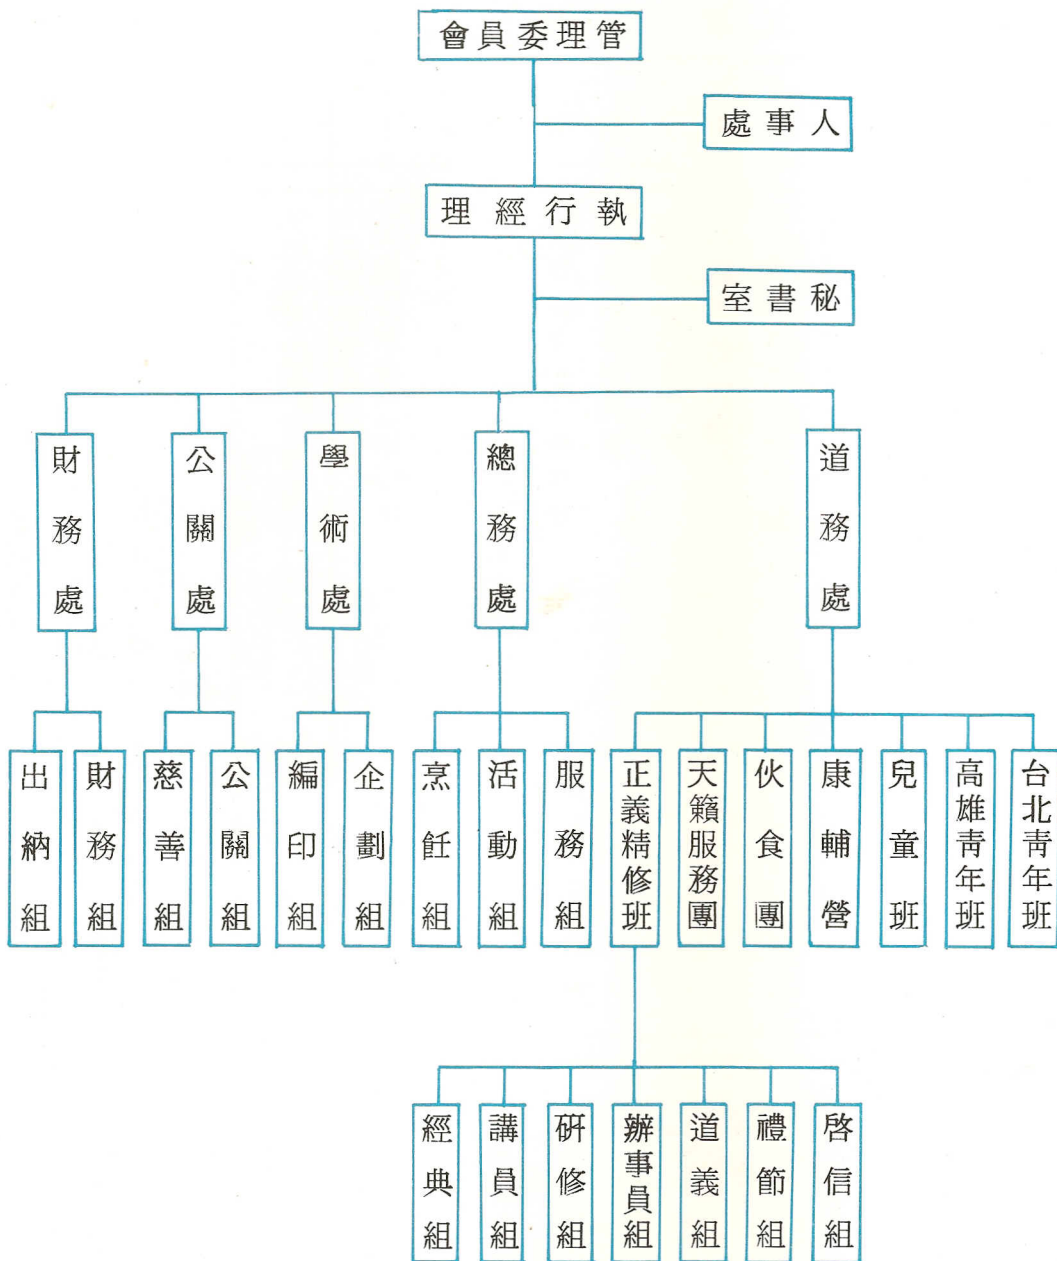 管理委員會
人事處
執行經理
秘書室
道務處
總務處
學術處
公關處
財務處
台北靑年班
高雄靑年班
兒童班
康輔營
伙食團
天籟服務團
正義精修班
服務組
活動組
烹飪組
企劃組
編印組
公關組
慈善組
財務組
出納組
啓信組
禮節組
道義組
辦事員組
硏修組
講員組
經典組